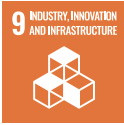 9 INDUSTRY, INNOVATION
AND INFRASTRUCTURE